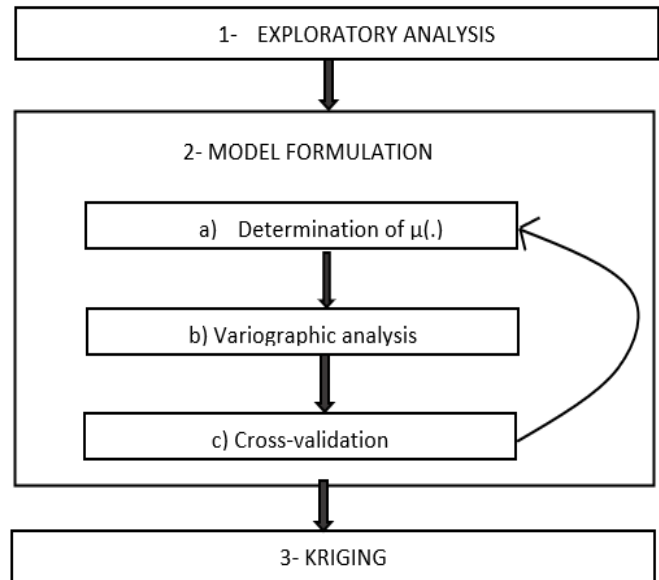 1- EXPLORATORY ANALYSIS
2- MODEL FORMULATION
a) Determination of μ(.)
b) Variographic analysis
c) Cross-validation
3- KRIGING